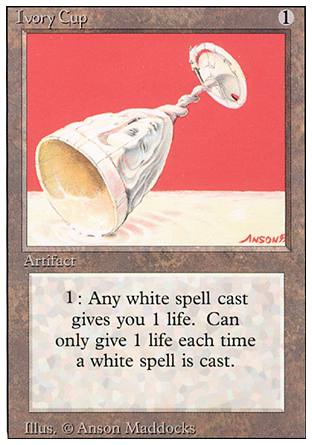 Ivory Cup 1
ANSON93
Artifact
1: Any white spell cast
gives you 1 life. Can
only give 1 life each time
a white spell is cast.
Illus. © Anson Maddocks